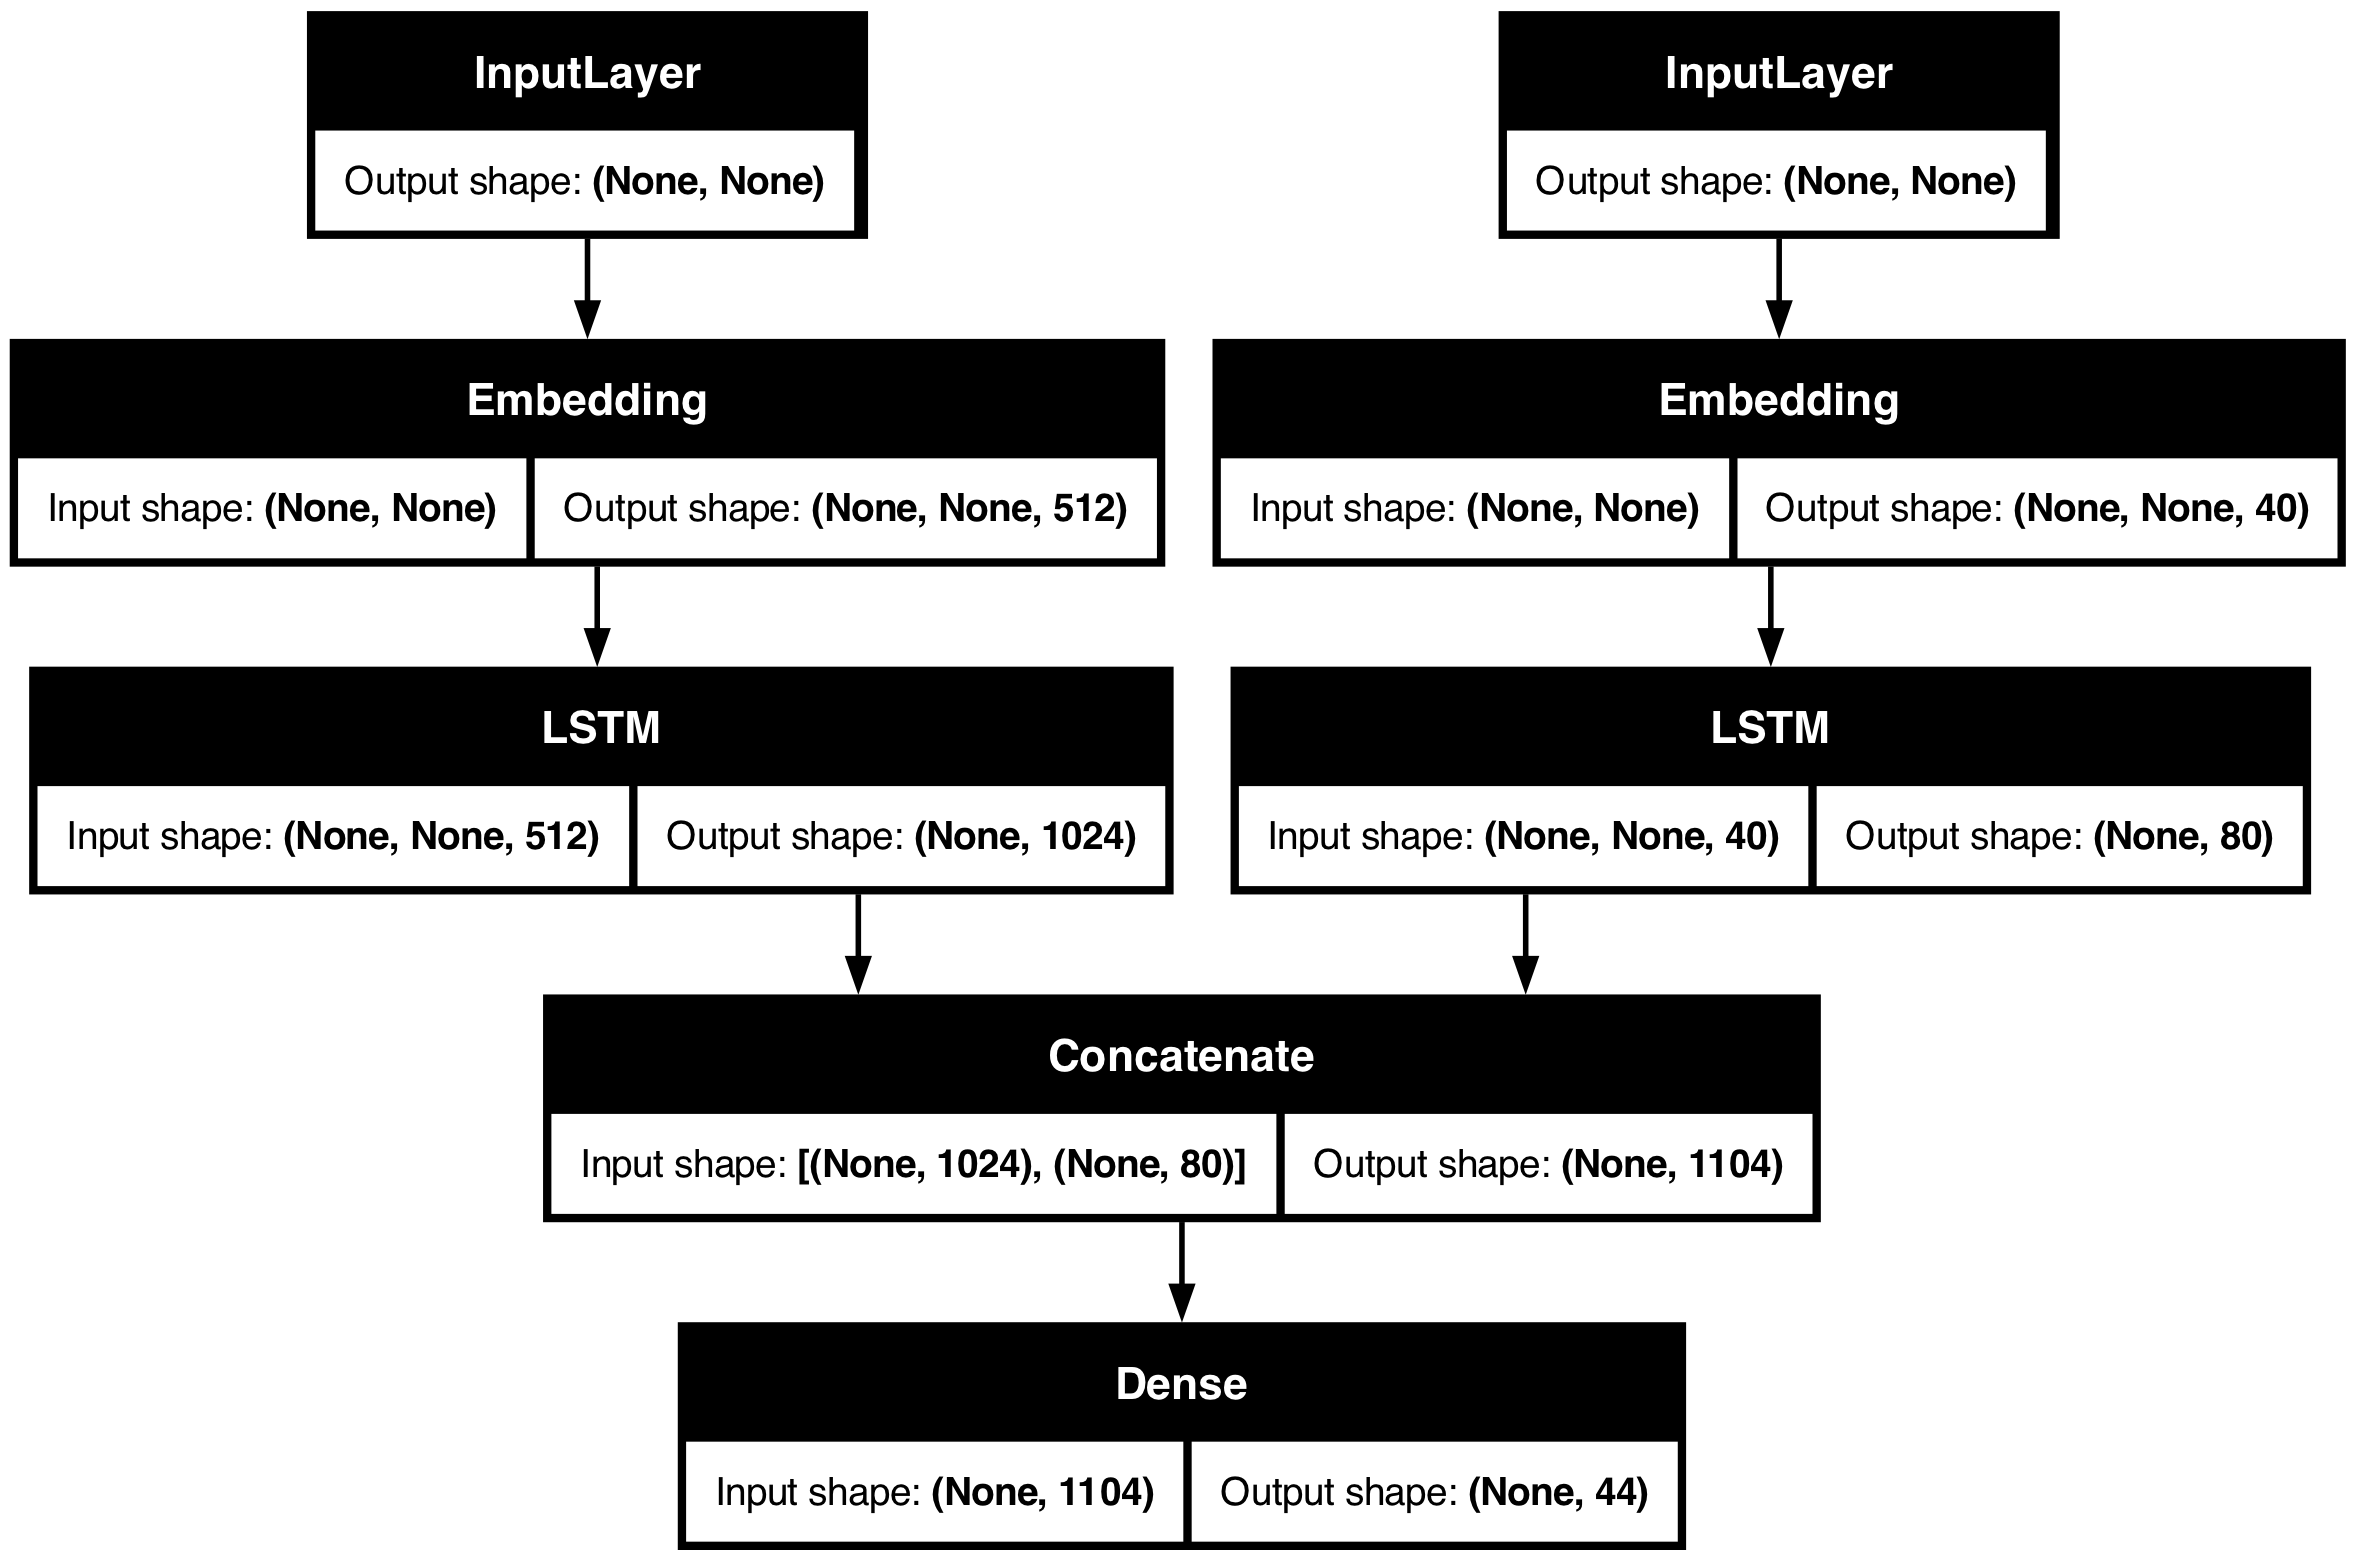 InputLayer
Output shape: (None, None)
InputLayer
Output shape: (None, None)
Embedding
Input shape: (None, None)
Output shape: (None, None, 512)
Embedding
Input shape: (None, None)
Output shape: (None, None, 40)
LSTM
Input shape: (None, None, 512)
Output shape: (None, 1024)
LSTM
Input shape: (None, None, 40)
Output shape: (None, 80)
Concatenate
Input shape: [(None, 1024), (None, 80)]
Output shape: (None, 1104)
Dense
Input shape: (None, 1104)
Output shape: (None, 44)